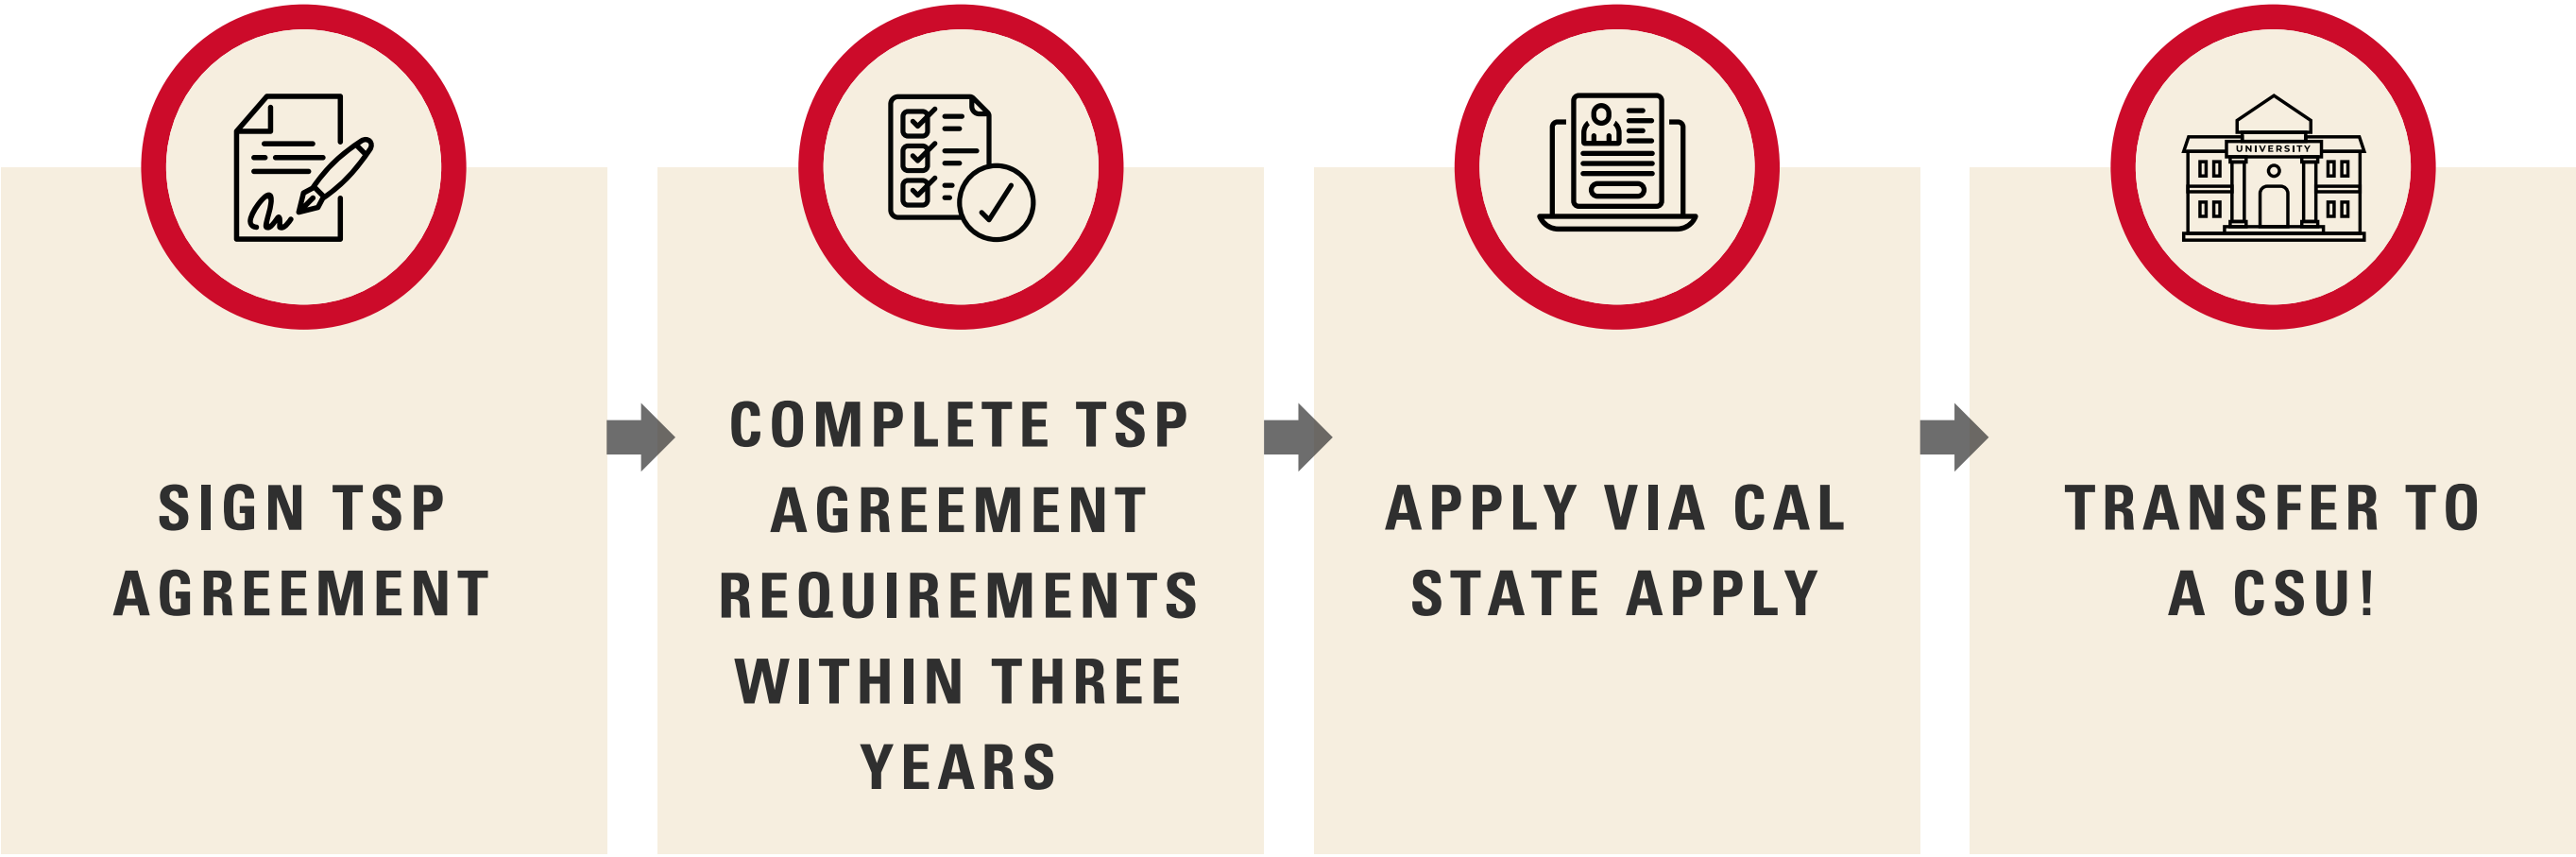 SIGN TSP
AGREEMENT
COMPLETE TSP
AGREEMENT
REQUIREMENTS
WITHIN THREE
YEARS
APPLY VIA CAL
STATE APPLY
UNIVERSITY
TRANSFER TO
A CSU!